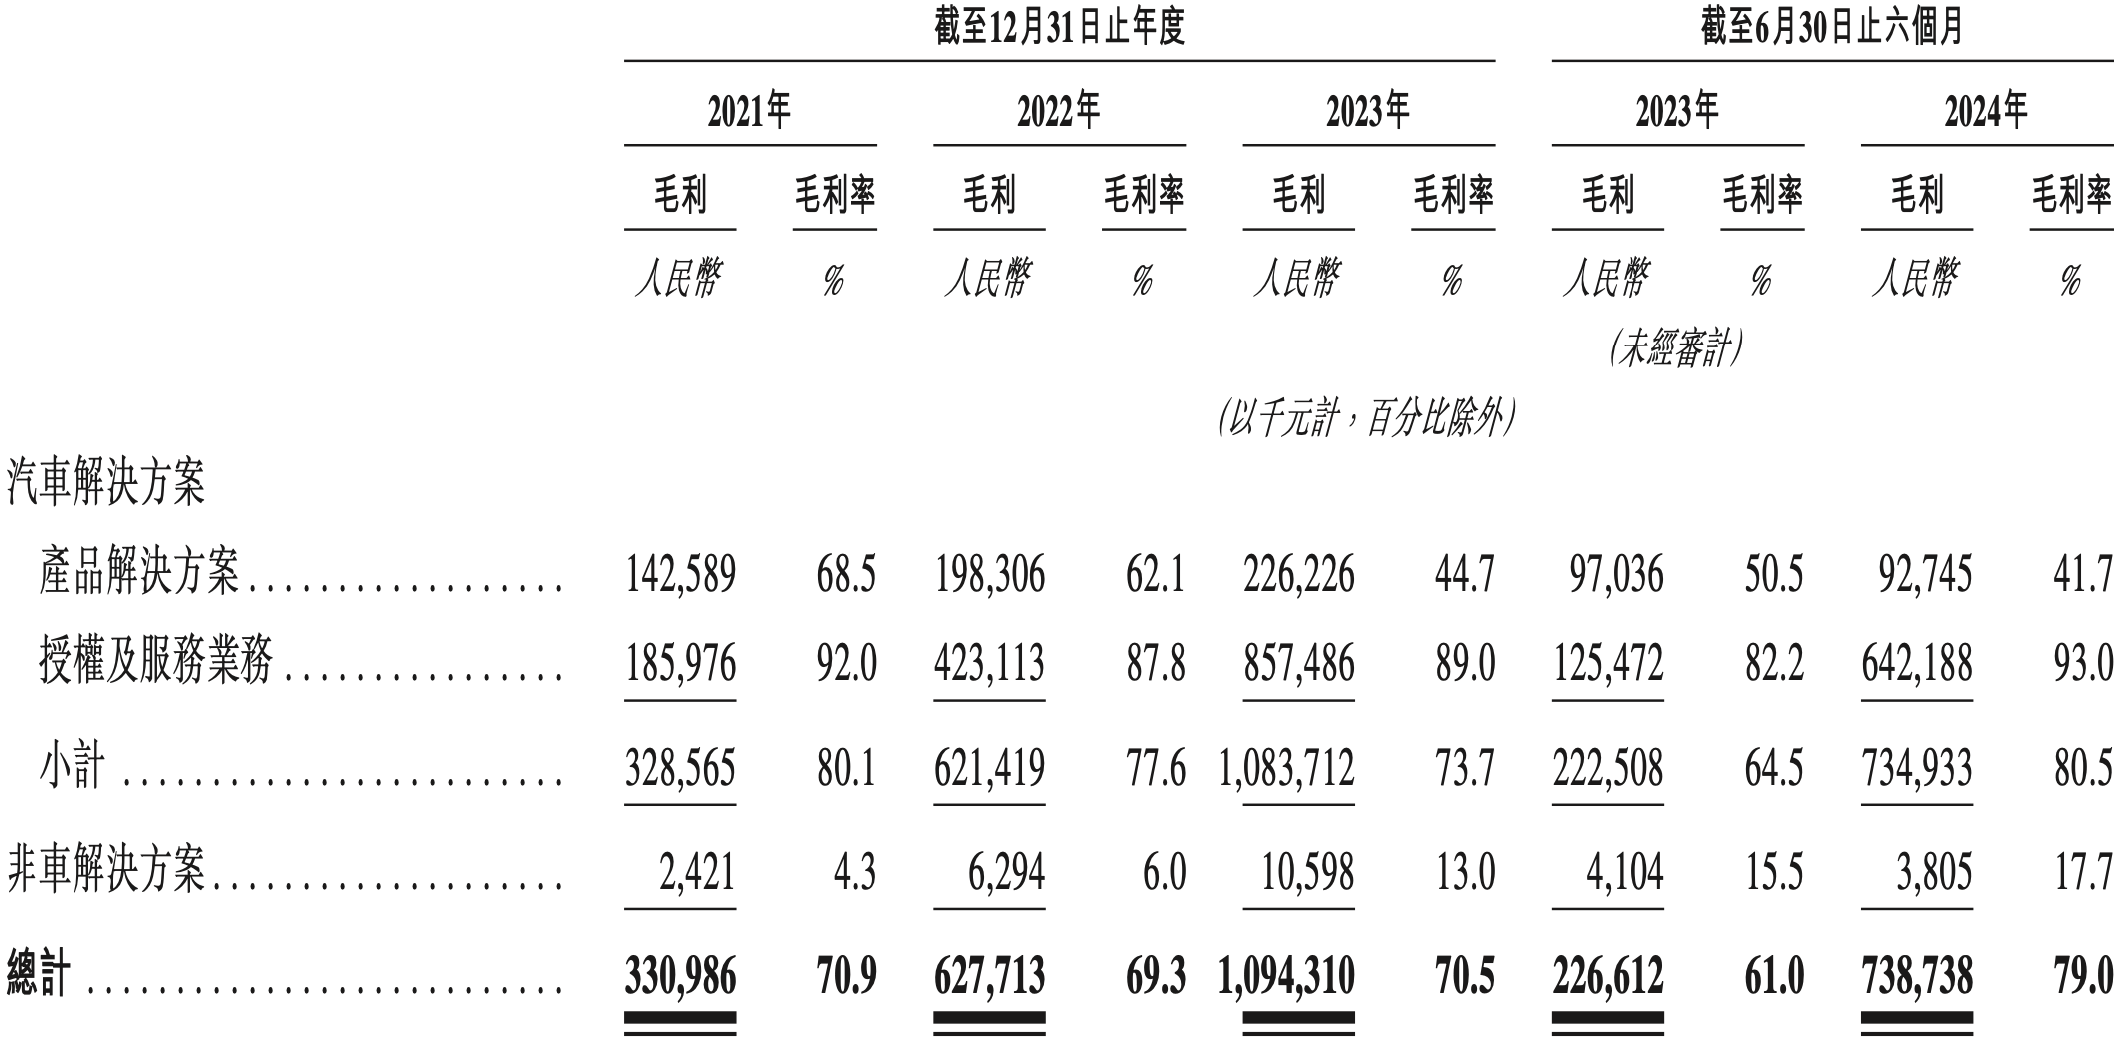 截至12月31日止年度 截至6月30日止六個月
2021年 2022年 2023年 2023年 2024年
毛利 毛利率 毛利 毛利率 毛利 毛利率 毛利 毛利率 毛利 毛利率
人民幣 % 人民幣 % 人民幣 % 人民幣 % 人民幣 %
(未經審計)
(以千元計，百分比除外)
汽車解決方案
產品解決方案 .................. 142,589 68.5 198,306 62.1 226,226 44.7 97,036 50.5 92,745 41.7
授權及服務業務 ................ 185,976 92.0 423,113 87.8 857,486 89.0 125,472 82.2 642,188 93.0
小計 ......................... 328,565 80.1 621,419 77.6 1,083,712 73.7 222,508 64.5 734,933 80.5
非車解決方案 .................... 2,421 4.3 6,294 6.0 10,598 13.0 4,104 15.5 3,805 17.7
總計 ........................... 330,986 70.9 627,713 69.3 1,094,310 70.5 226,612 61.0 738,738 79.0